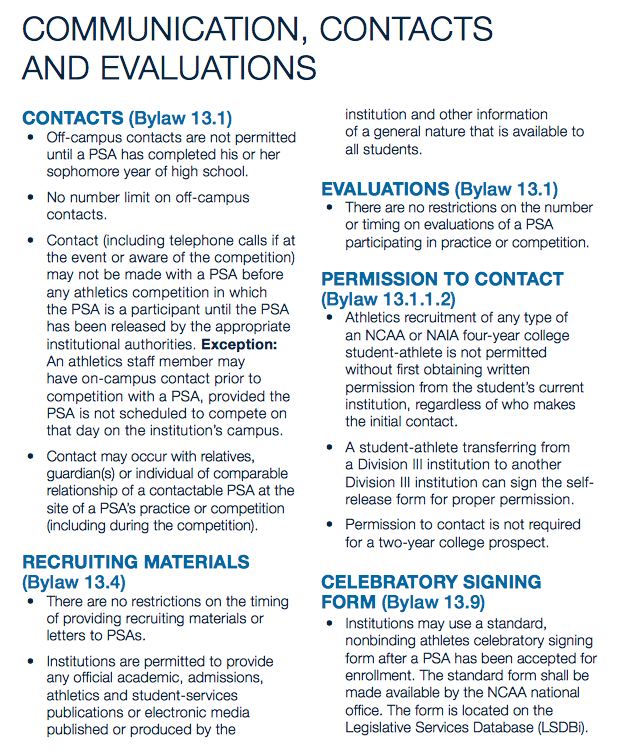 COMMUNICATION, CONTACTS
AND EVALUATIONS
CONTACTS (Bylaw 13.1)
• Off-campus contacts are not permitted
until a PSA has completed his or her
sophomore year of high school.
• No number limit on off-campus
contacts.
• Contact (including telephone calls if at
the event or aware of the competition)
may not be made with a PSA before
any athletics competition in which
the PSA is a participant until the PSA
has been released by the appropriate
institutional authorities. Exception:
An athletics staff member may
have on-campus contact prior to
competition with a PSA, provided the
PSA is not scheduled to compete on
that day on the institution's campus.
• Contact may occur with relatives,
guardian(s) or individual of comparable
relationship of a contactable PSA at the
site of a PSA's practice or competition
(including during the competition).
RECRUITING MATERIALS
(Bylaw 13.4)
• There are no restrictions on the timing
of providing recruiting materials or
letters to PSAs.
• Institutions are permitted to provide
any official academic, admissions,
athletics and student-services
publications or electronic media
published or produced by the
institution and other information
of a general nature that is available to
all students.
EVALUATIONS (Bylaw 13.1)
• There are no restrictions on the number
or timing on evaluations of a PSA
participating in practice or competition.
PERMISSION TO CONTACT
(Bylaw 13.1.1.2)
• Athletics recruitment of any type of
an NCAA or NAIA four-year college
student-athlete is not permitted
without first obtaining written
permission from the student's current
institution, regardless of who makes
the initial contact.
• A student-athlete transferring from
a Division III institution to another
Division III institution can sign the self-
release form for proper permission.
• Permission to contact is not required
for a two-year college prospect.
CELEBRATORY SIGNING
FORM (Bylaw 13.9)
• Institutions may use a standard,
nonbinding athletes celebratory signing
form after a PSA has been accepted for
enrollment. The standard form shall be
made available by the NCAA national
office. The form is located on the
Legislative Services Database (LSDBi).